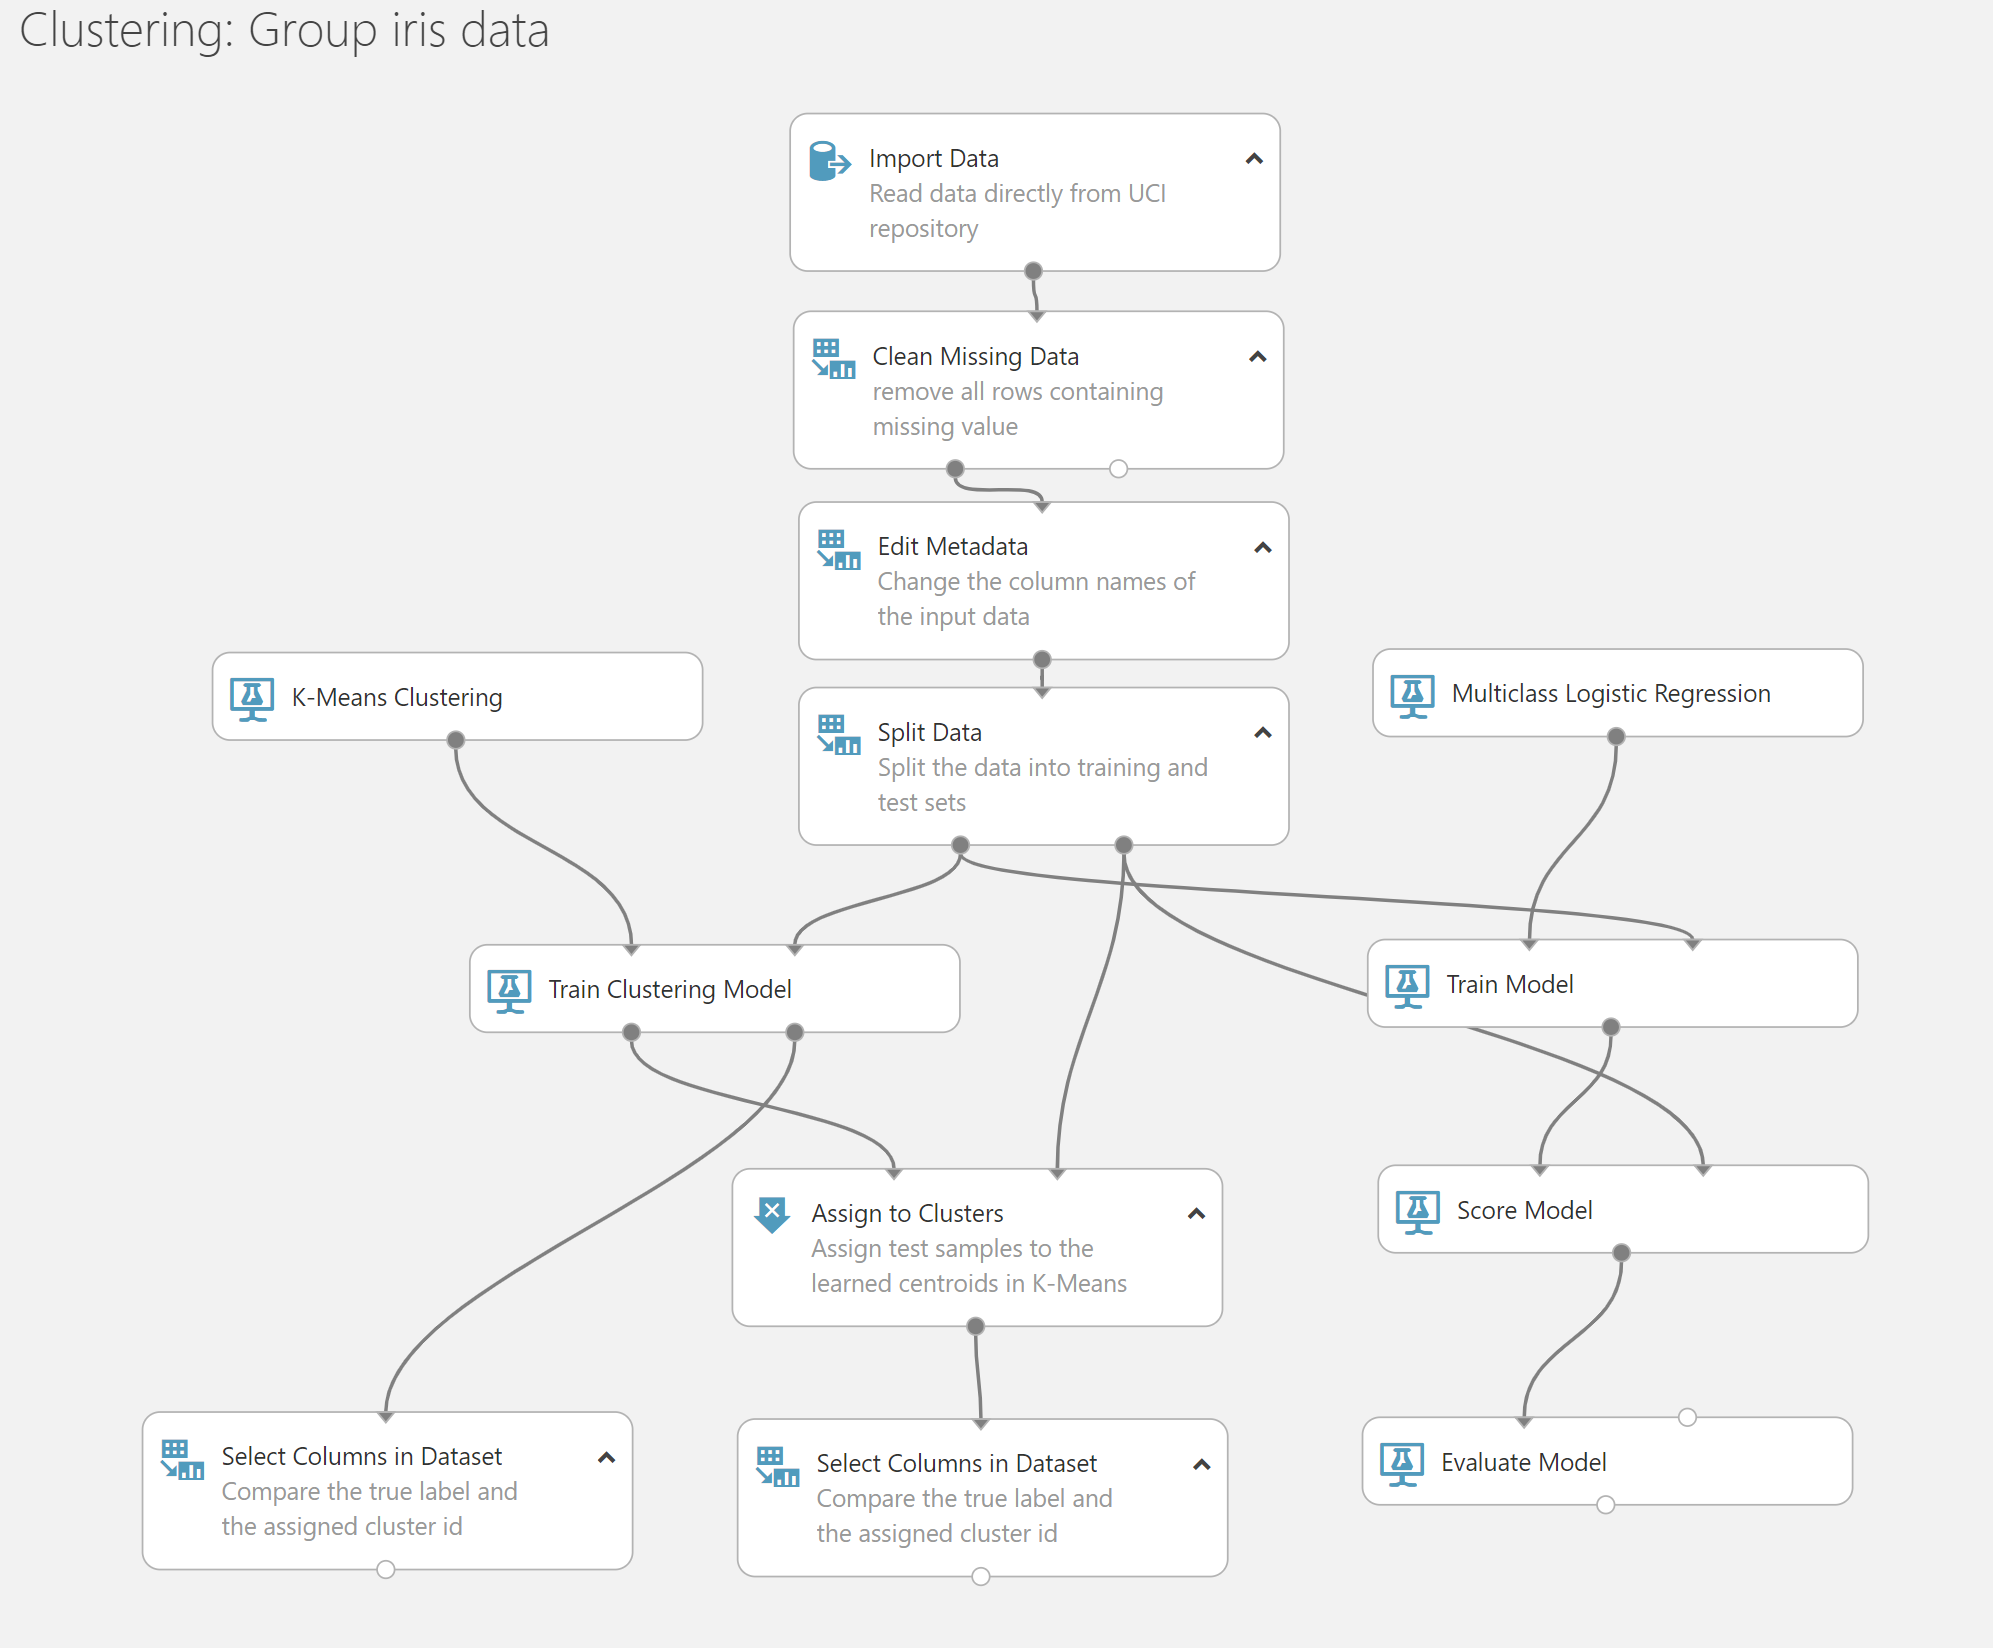 Clustering: Group iris data
Import Data
Read data directly from UCI
repository
Clean Missing Data
remove all rows containing
missing value
Edit Metadata
Change the column names of
the input data
K-Means Clustering
Multiclass Logistic Regression
Split Data
Split the data into training and
test sets
Train Clustering Model
Train Model
Assign to Clusters
Assign test samples to the
learned centroids in K-Means
Score Model
Select Columns in Dataset
Compare the true label and
the assigned cluster id
Select Columns in Dataset
Compare the true label and
the assigned cluster id
Evaluate Model